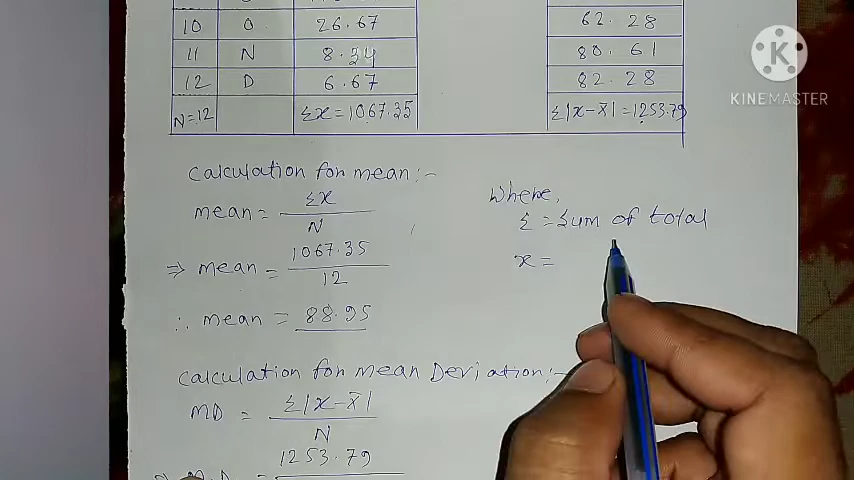 10 O 26.67 62.28
11 N 8.34 80.61
12 D 6.67 82.28
N=12 Σx=1067.35 Σ|x-x̄|=1253.79
KINEMASTER
calculation for mean:-
mean = Σx
N
⇒ mean = 1067.35
12
∴ mean = 88.95
where,
Σ = Sum of total
x =
calculation for mean Deviation:-
MD = Σ|x-x̄|
N
1253.79